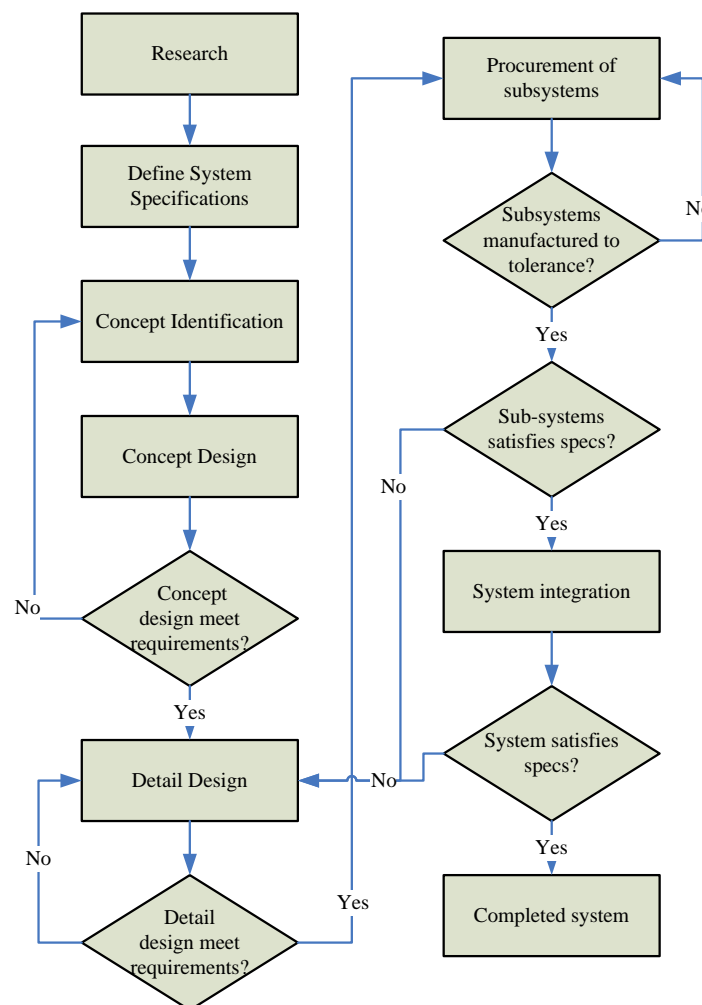 Research
Define System
Specifications
Concept Identification
Concept Design
Concept
design meet
requirements?
No
Yes
Detail Design
No
Detail
design meet
requirements?
Yes
Procurement of
subsystems
Subsystems
manufactured to
tolerance?
No
Yes
Sub-systems
satisfies specs?
No
Yes
System integration
System satisfies
specs?
No
Yes
Completed system